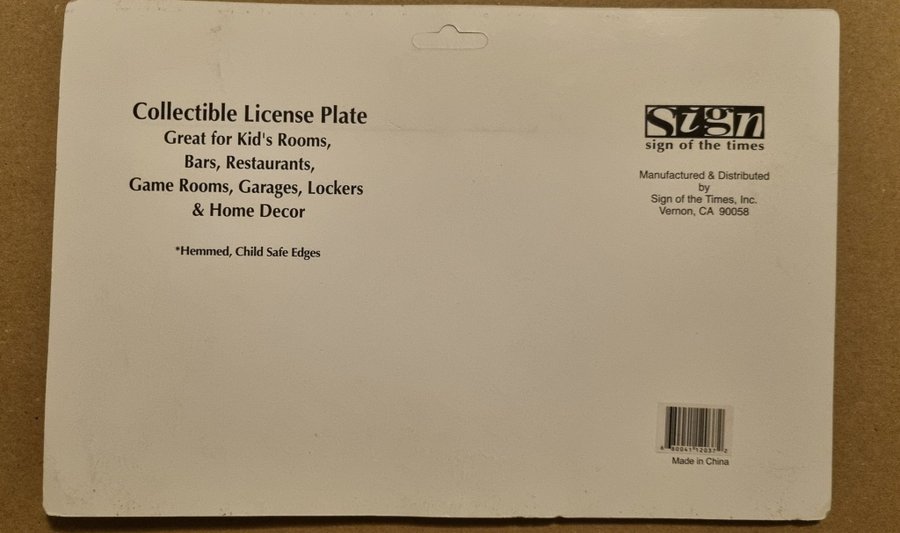 Collectible License Plate
Great for Kid's Rooms,
Bars, Restaurants,
Game Rooms, Garages, Lockers
& Home Decor
*Hemmed, Child Safe Edges
Sign
sign of the times
Manufactured & Distributed
by
Sign of the Times, Inc.
Vernon, CA 90058
Made in China